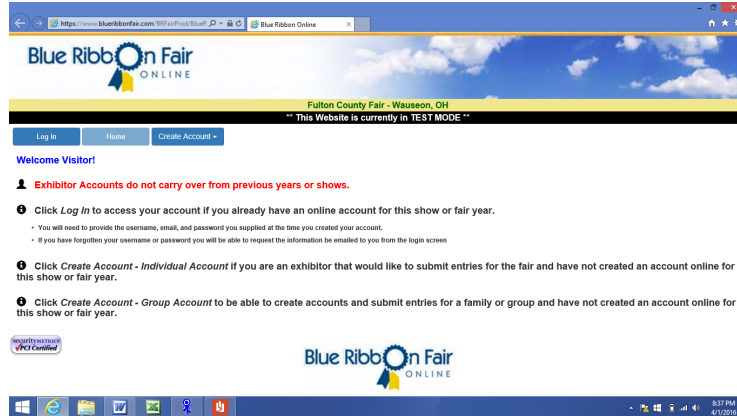 https://www.blueribbonfair.com/BRFairProd/BlueR
Blue Ribbon Online
Blue Ribbon Fair
ONLINE
Fulton County Fair - Wauseon, OH
** This Website is currently in TEST MODE **
Log In Home Create Account
Welcome Visitor!
Exhibitor Accounts do not carry over from previous years or shows.
Click Log In to access your account if you already have an online account for this show or fair year.
• You will need to provide the username, email, and password you supplied at the time you created your account.
• If you have forgotten your username or password you will be able to request the information be emailed to you from the login screen
Click Create Account - Individual Account if you are an exhibitor that would like to submit entries for the fair and have not created an account online for
this show or fair year.
Click Create Account - Group Account to be able to create accounts and submit entries for a family or group and have not created an account online for
this show or fair year.
SECURITYMETRICS
PCI Certified
Blue Ribbon Fair
ONLINE
8:37 PM
4/1/2016